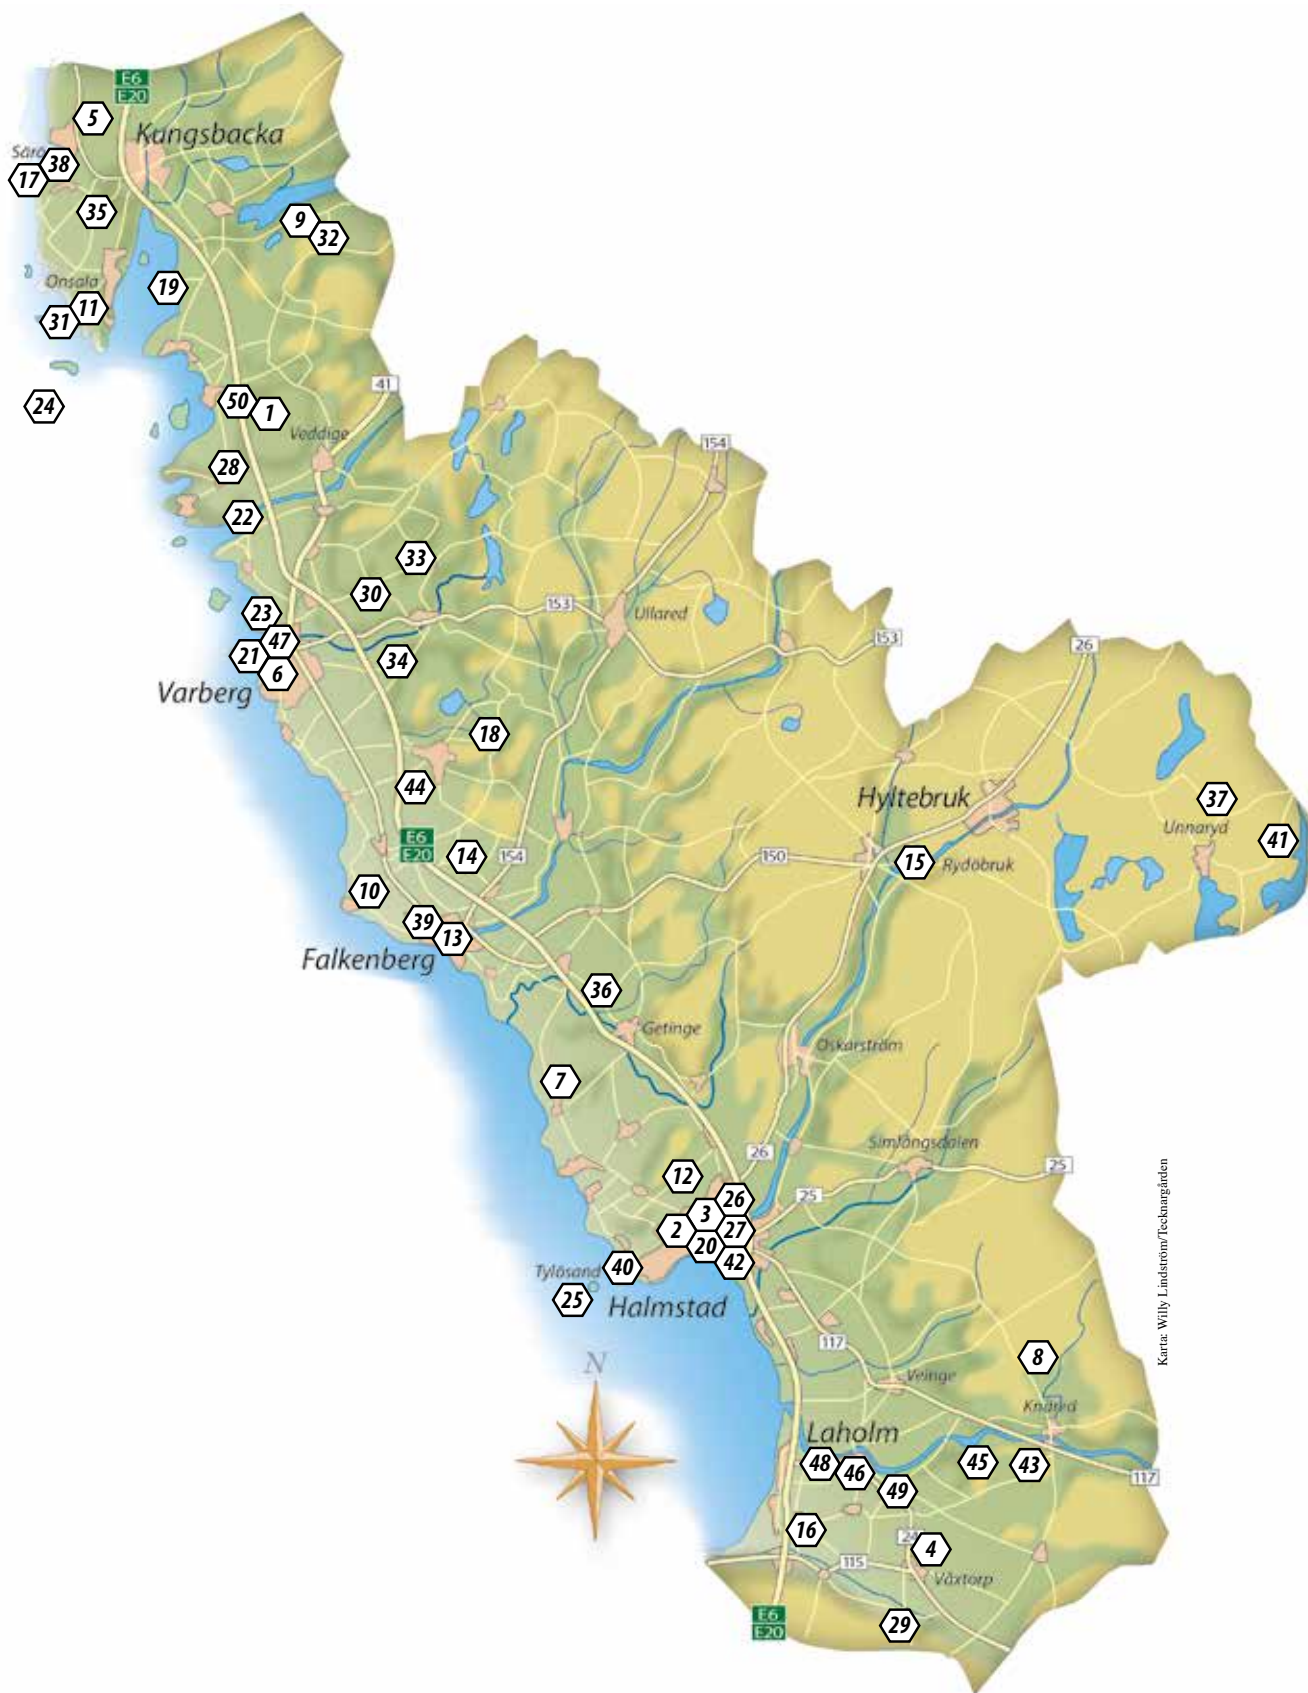 E6
E20
5
Kungsbacka
Särö
38
17
35
9
32
Onsala
19
11
31
24
41
50
1
Veddige
154
28
22
33
30
153
23
Ullared
47
153
26
21
34
6
Varberg
18
44
Hyltebruk
37
Unnaryd
41
E6
E20
14
154
150
15
Rydöbruk
10
39
13
Falkenberg
36
Getinge
Oskarström
7
Simlångsdalen
26
25
12
25
26
3
2
27
20
42
Tylösand
40
25
Halmstad
N
117
8
Veinge
Knäred
Laholm
48
46
45
43
49
117
16
24
4
115
Våxtorp
E6
E20
29
Karta: Willy Lindström/Tecknargården